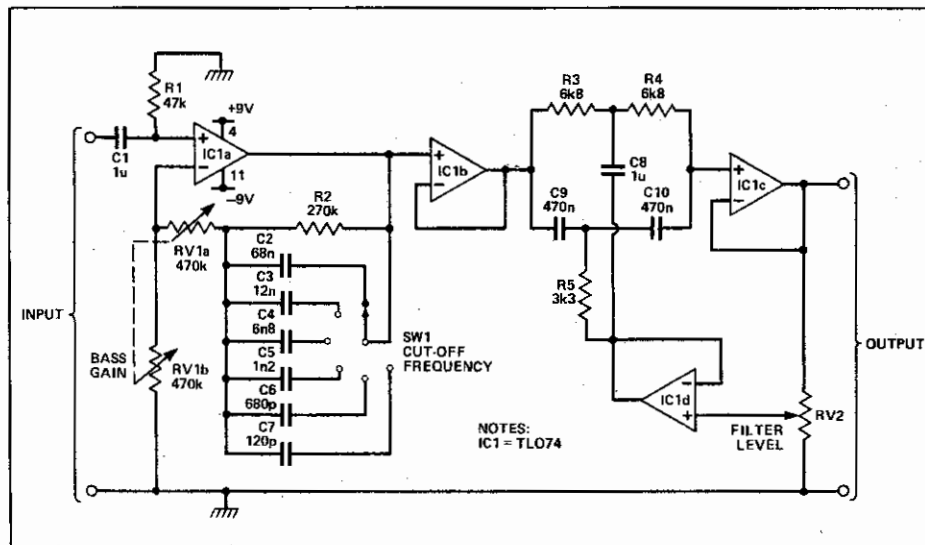 R1
47k
+9V
4
+
IC1a
-
11
-9V
C1
1u
INPUT
RV1a
470k
R2
270k
C2
68n
C3
12n
C4
6n8
C5
1n2
C6
680p
C7
120p
SW1
CUT-OFF
FREQUENCY
BASS
GAIN
RV1b
470k
+
IC1b
-
R3
6k8
R4
6k8
C8
1u
C9
470n
C10
470n
+
IC1c
-
R5
3k3
-
IC1d
+
RV2
FILTER
LEVEL
OUTPUT
NOTES:
IC1 = TL074